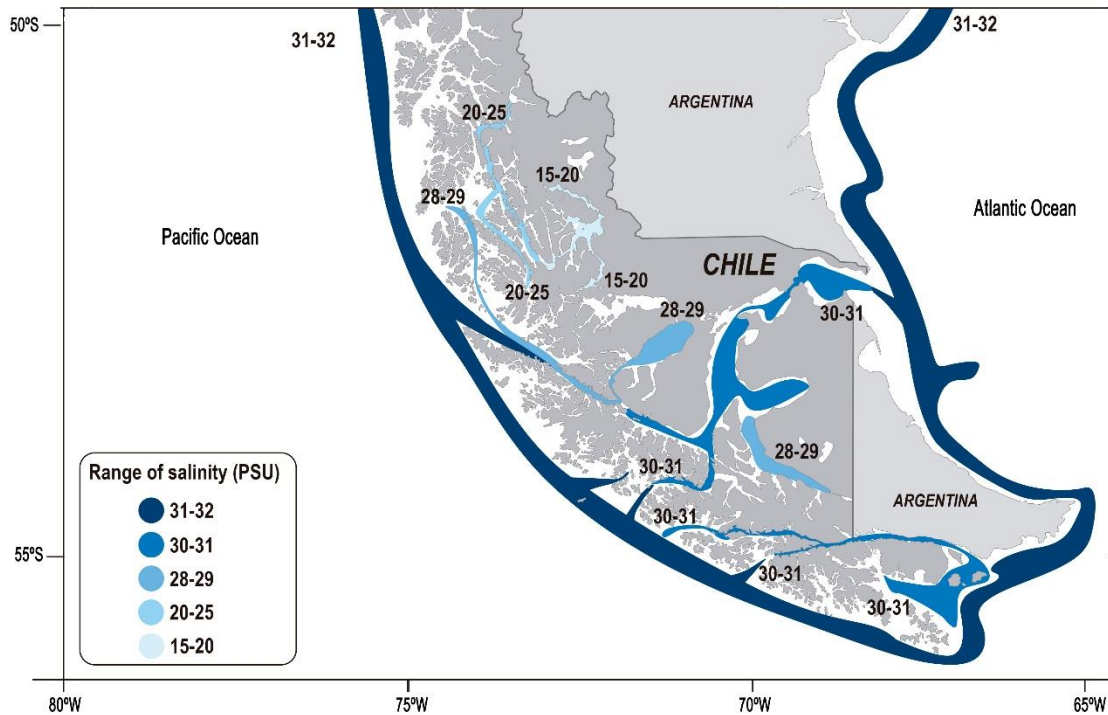 50ºS
31-32
31-32
ARGENTINA
20-25
15-20
28-29
Pacific Ocean
Atlantic Ocean
CHILE
20-25
15-20
28-29
30-31
28-29
30-31
30-31
ARGENTINA
55ºS
30-31
30-31
Range of salinity (PSU)
31-32
30-31
28-29
20-25
15-20
80ºW
75ºW
70ºW
65ºW